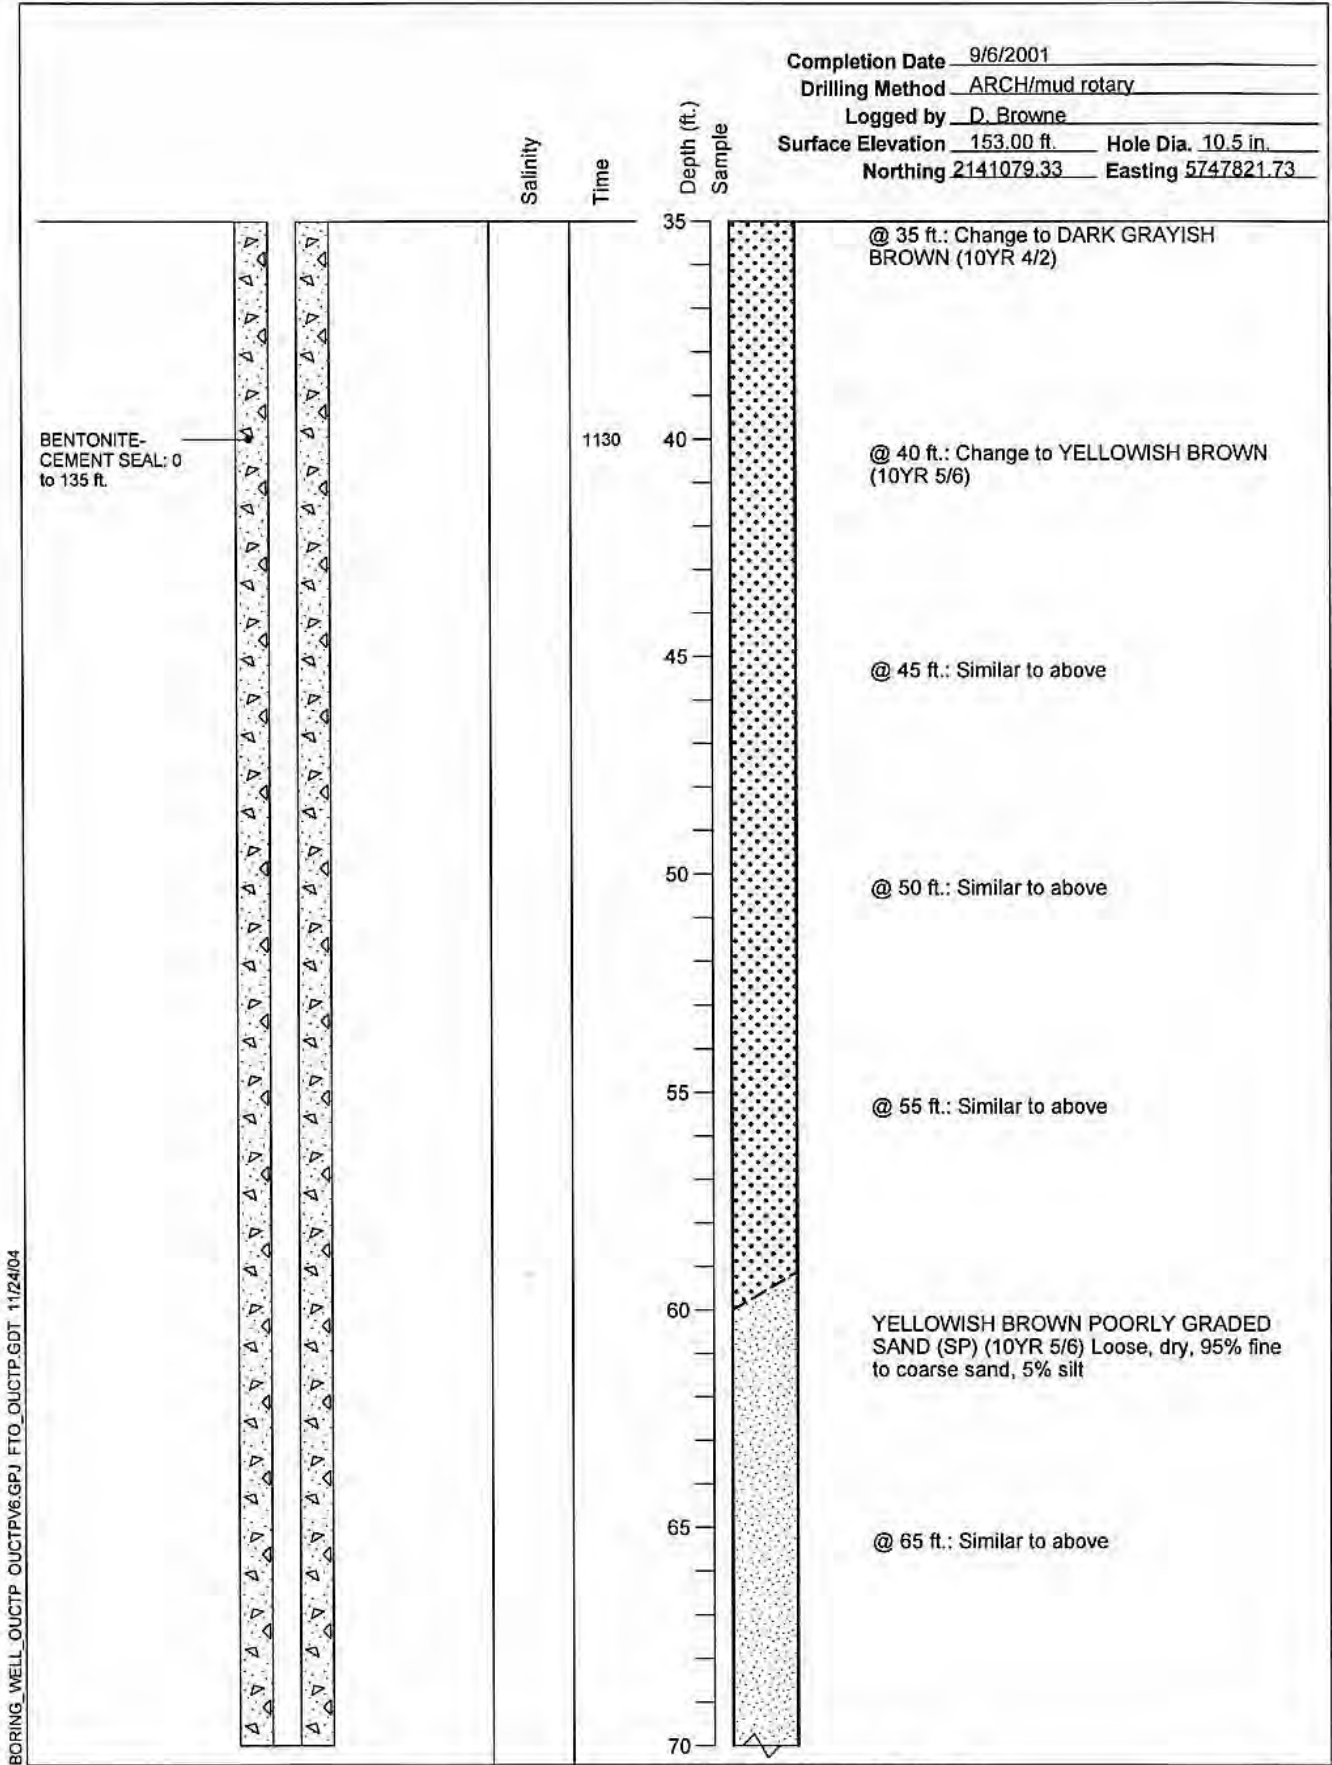 Completion Date 9/6/2001
Drilling Method ARCH/mud rotary
Logged by D. Browne
Surface Elevation 153.00 ft. Hole Dia. 10.5 in.
Northing 2141079.33 Easting 5747821.73
Salinity
Time
Depth (ft.)
Sample
35
@ 35 ft.: Change to DARK GRAYISH
BROWN (10YR 4/2)
BENTONITE-
CEMENT SEAL: 0
to 135 ft.
1130
40
@ 40 ft.: Change to YELLOWISH BROWN
(10YR 5/6)
45
@ 45 ft.: Similar to above
50
@ 50 ft.: Similar to above
55
@ 55 ft.: Similar to above
60
YELLOWISH BROWN POORLY GRADED
SAND (SP) (10YR 5/6) Loose, dry, 95% fine
to coarse sand, 5% silt
65
@ 65 ft.: Similar to above
70
BORING_WELL_OUCTP OUCTPV6.GPJ FTO_OUCTP.GDT 11/24/04